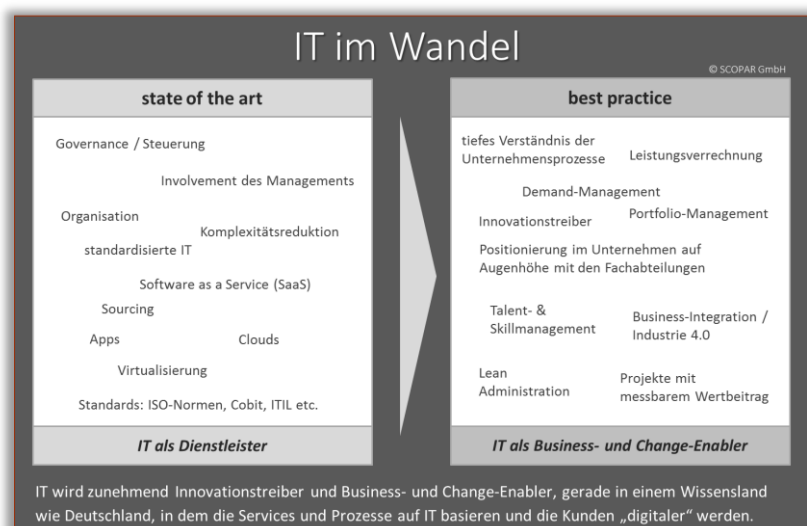 IT im Wandel
© SCOPAR GmbH
state of the art
Governance / Steuerung
Involvement des Managements
Organisation
Komplexitätsreduktion
standardisierte IT
Software as a Service (SaaS)
Sourcing
Apps
Clouds
Virtualisierung
Standards: ISO-Normen, Cobit, ITIL etc.
IT als Dienstleister
best practice
tiefes Verständnis der
Unternehmensprozesse
Leistungsverrechnung
Demand-Management
Innovationstreiber
Portfolio-Management
Positionierung im Unternehmen auf
Augenhöhe mit den Fachabteilungen
Talent- &
Skillmanagement
Business-Integration /
Industrie 4.0
Lean
Administration
Projekte mit
messbarem Wertbeitrag
IT als Business- und Change-Enabler
IT wird zunehmend Innovationstreiber und Business- und Change-Enabler, gerade in einem Wissensland
wie Deutschland, in dem die Services und Prozesse auf IT basieren und die Kunden „digitaler“ werden.